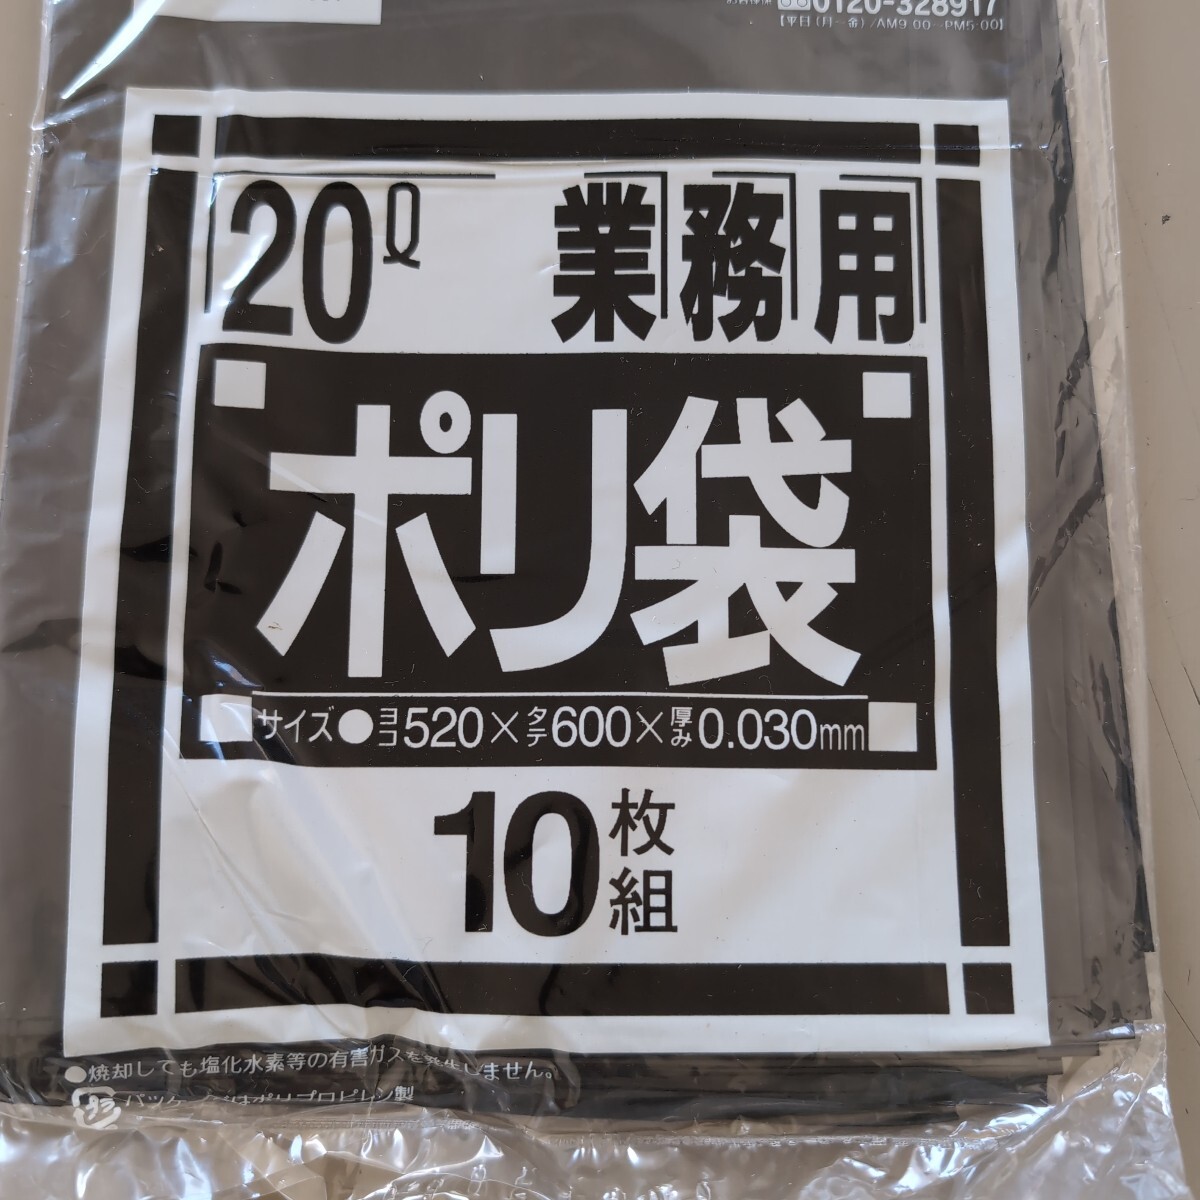 0120-328917
【平日(月〜金)/AM9:00〜PM5:00】
20ℓ 業務用
ポリ袋
サイズ●ヨコ520×タテ600×厚み0.030mm
10枚組
●焼却しても塩化水素等の有害ガスを発生しません。
パッケージはポリプロピレン製